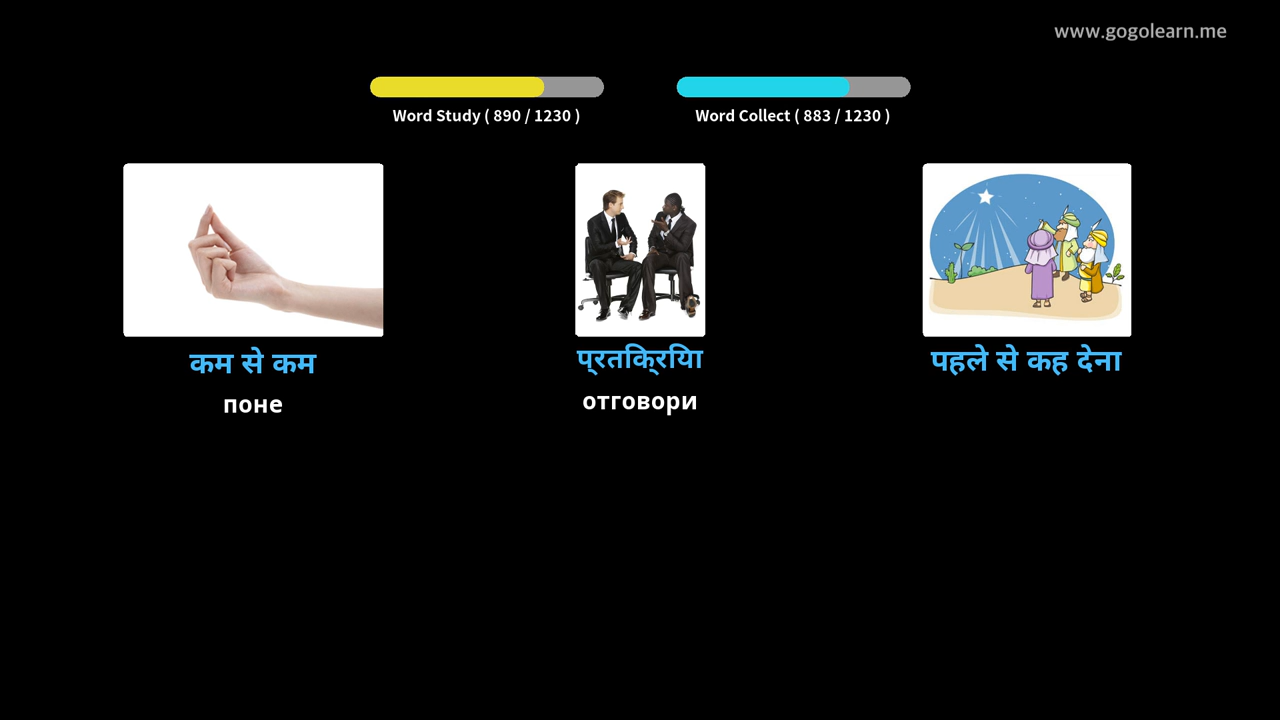 www.gogolearn.me
Word Study ( 890 / 1230 )
Word Collect ( 883 / 1230 )
कम से कम
поне
प्रतिक्रिया
отговори
पहले से कह देना